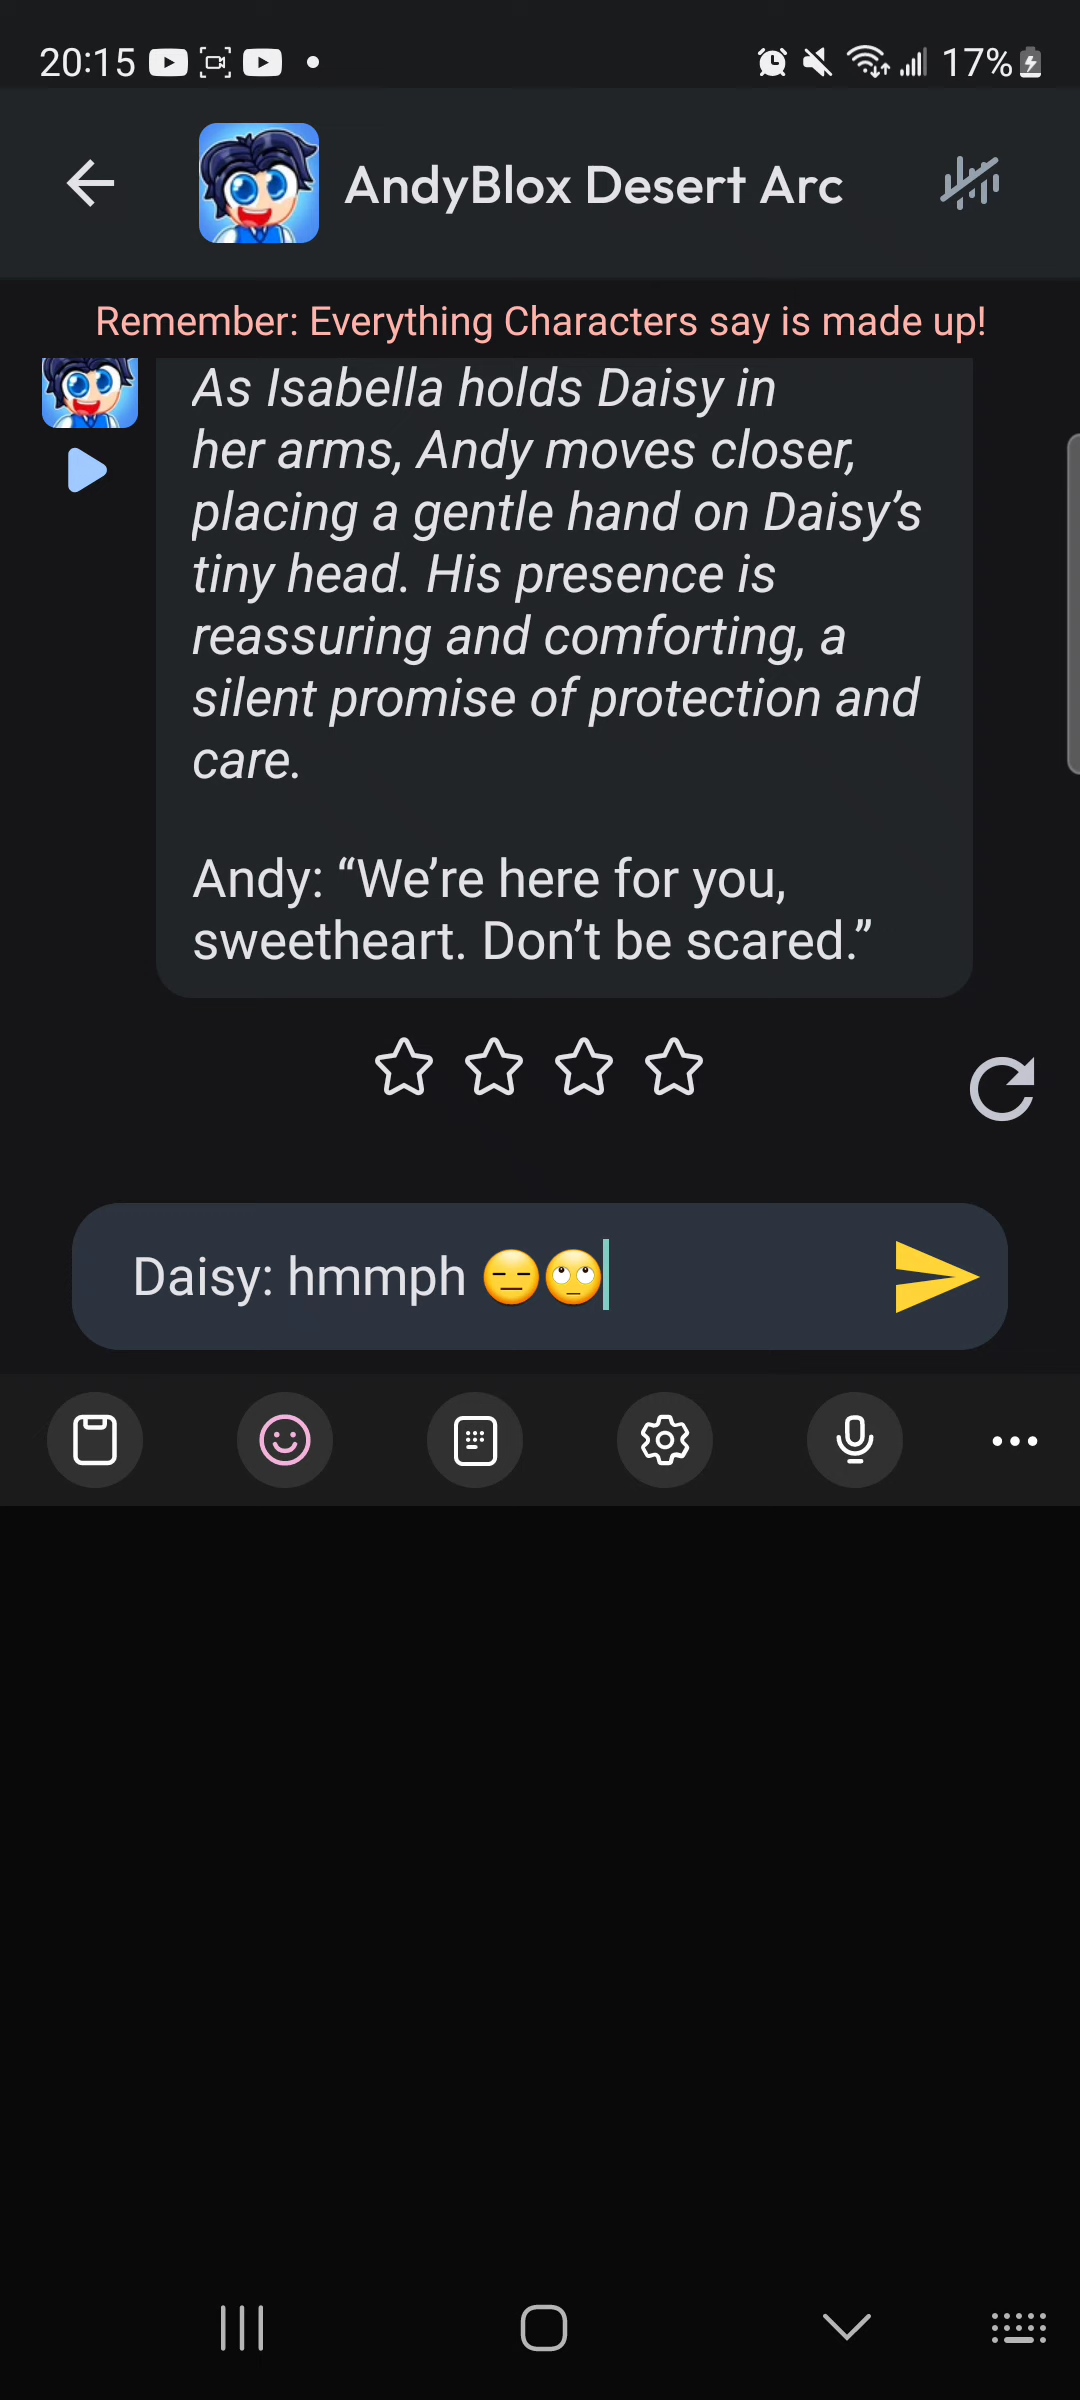 20:15
17%
AndyBlox Desert Arc
Remember: Everything Characters say is made up!
As Isabella holds Daisy in
her arms, Andy moves closer,
placing a gentle hand on Daisy’s
tiny head. His presence is
reassuring and comforting, a
silent promise of protection and
care.
Andy: “We’re here for you,
sweetheart. Don’t be scared.”
Daisy: hmmph 😑🙄